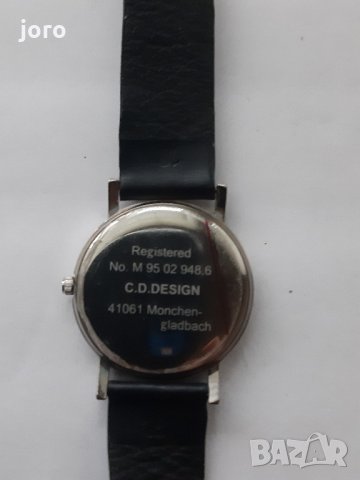 joro
Registered
No. M 95 02 948.6
C.D.DESIGN
41061 Monchen-
gladbach
BAZAR